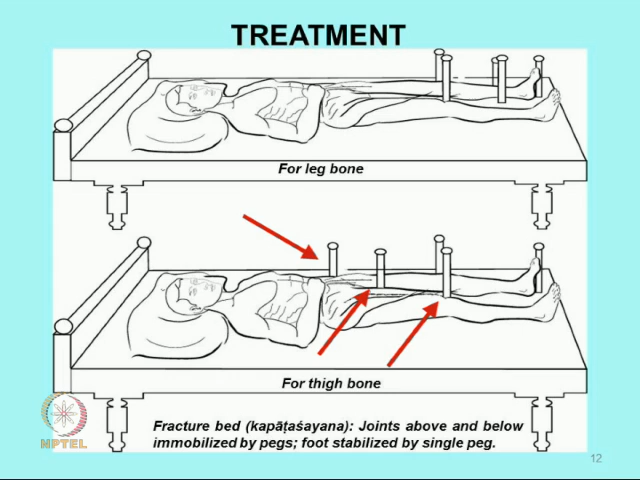 TREATMENT
For leg bone
For thigh bone
Fracture bed (kapāṭaśayana): Joints above and below
immobilized by pegs; foot stabilized by single peg.
NPTEL
12